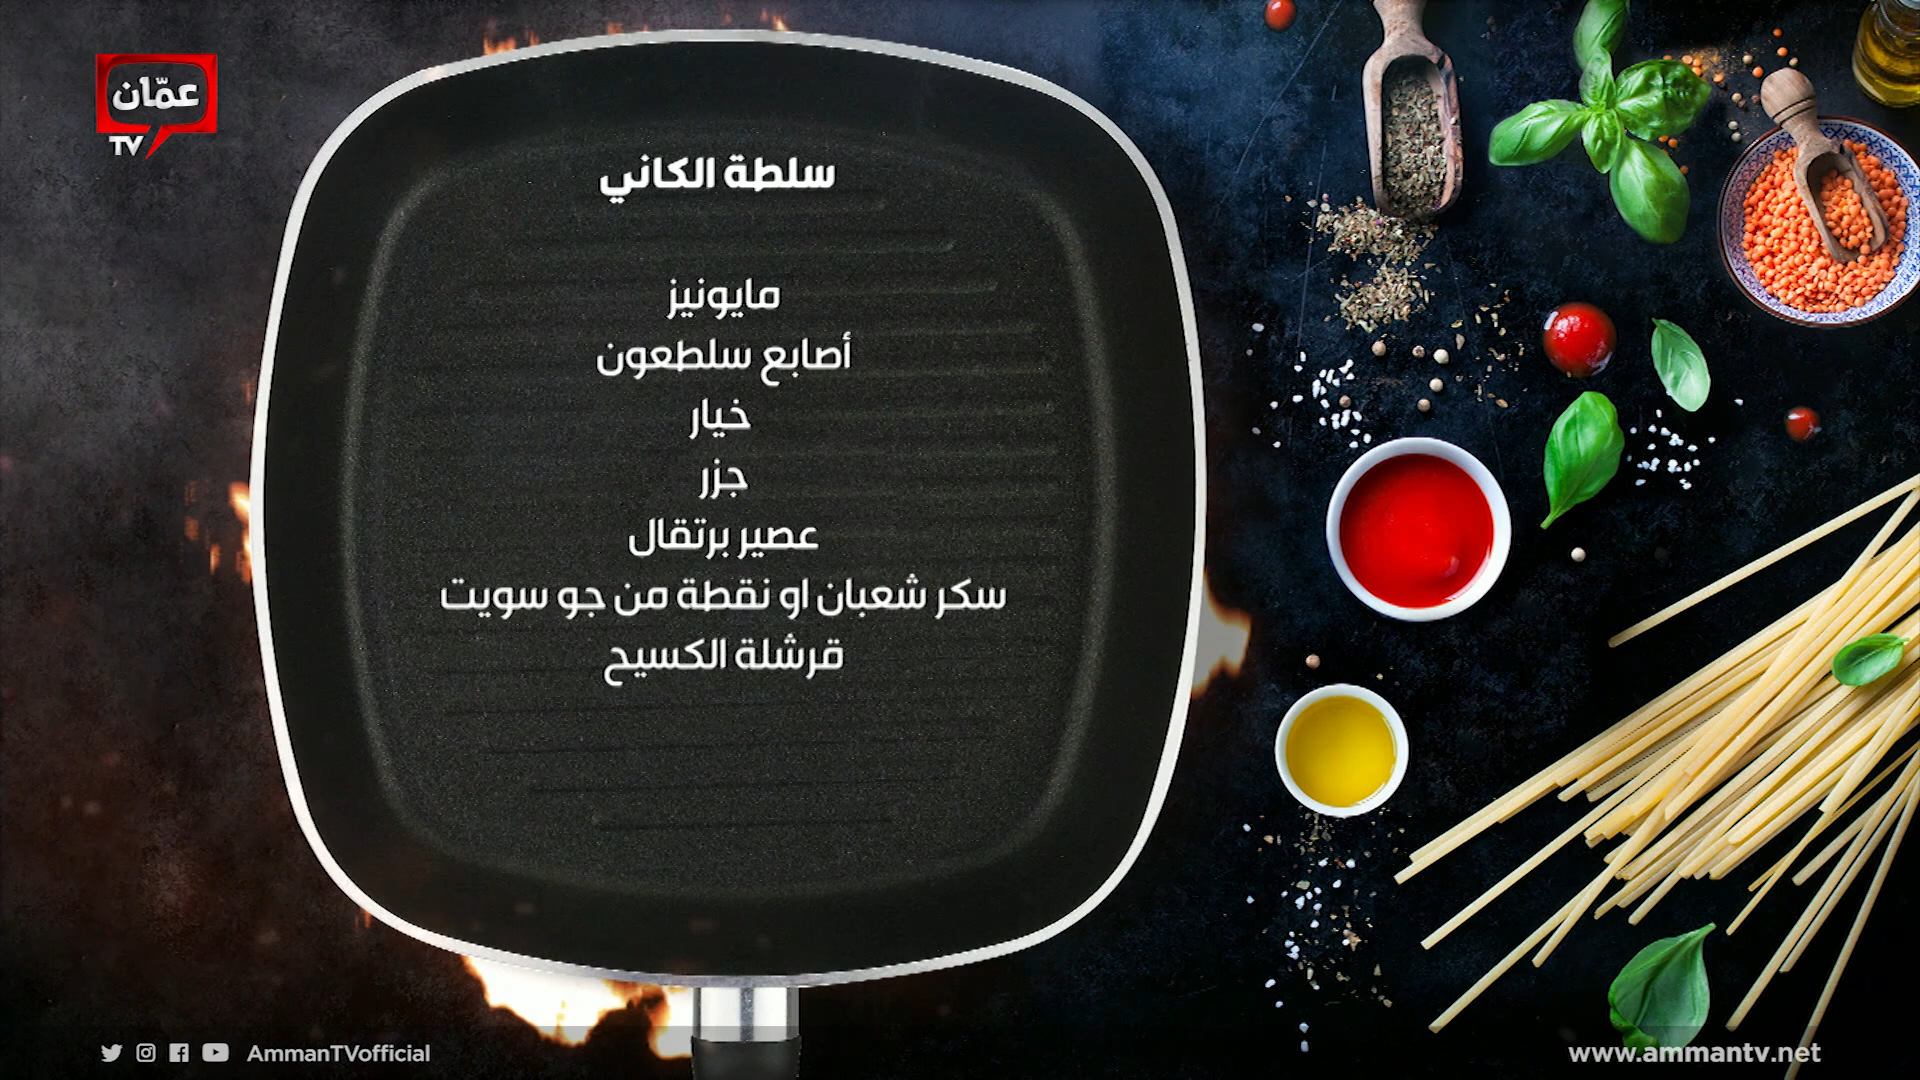 عمّان
TV
سلطة الكاني
مايونيز
أصابع سلطعون
خيار
جزر
عصير برتقال
سكر شعبان او نقطة من جو سويت
قرشلة الكسيح
AmmanTVofficial
www.ammantv.net